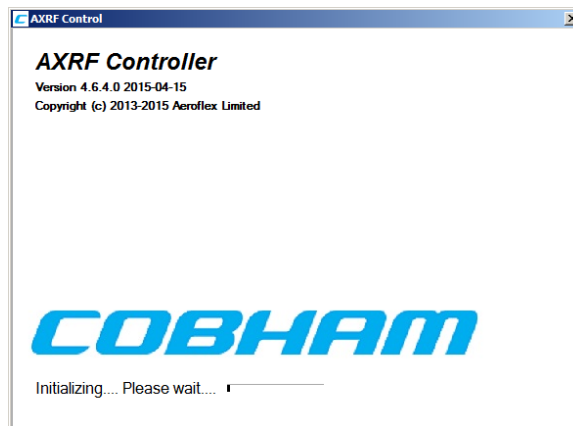 AXRF Control
AXRF Controller
Version 4.6.4.0 2015-04-15
Copyright (c) 2013-2015 Aeroflex Limited
COBHAM
Initializing.... Please wait....